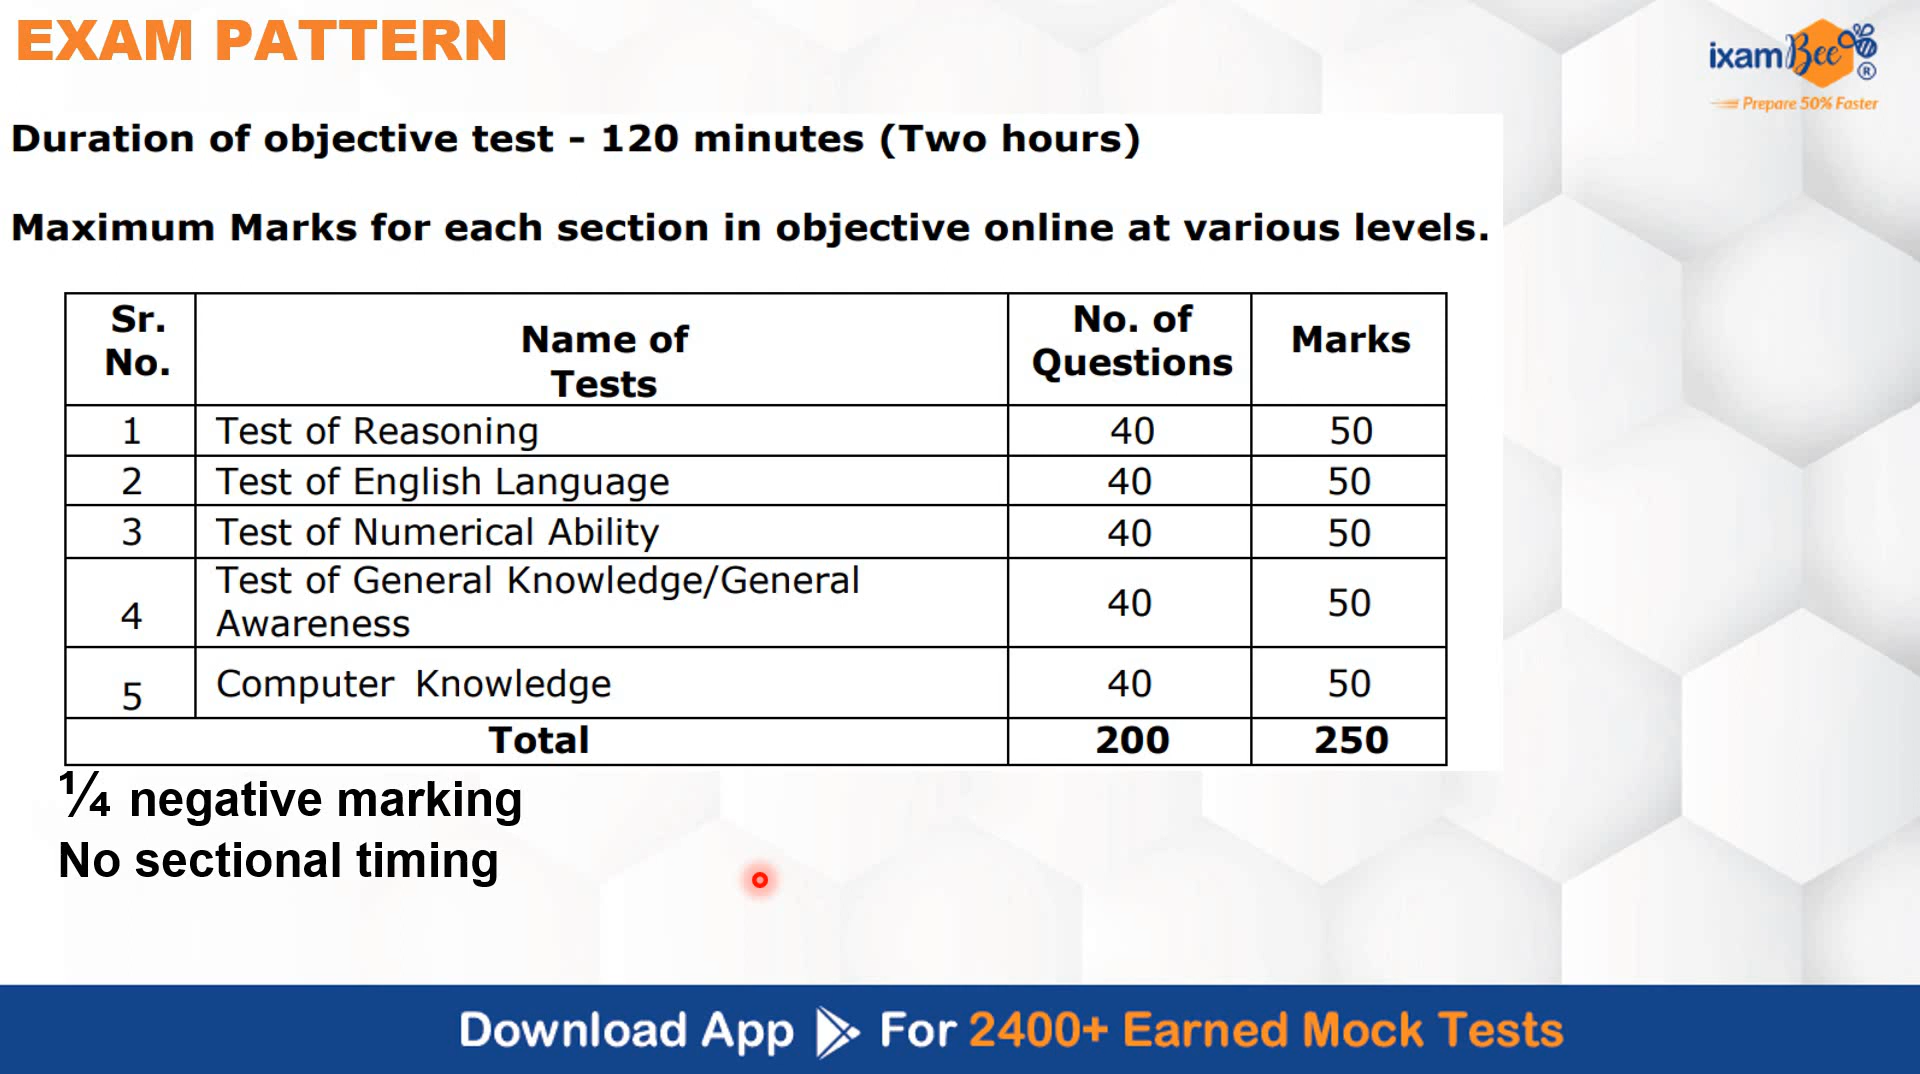 EXAM PATTERN
ixamBee ®
Prepare 50% Faster
Duration of objective test - 120 minutes (Two hours)
Maximum Marks for each section in objective online at various levels.
Sr. No. Name of Tests No. of Questions Marks
1 Test of Reasoning 40 50
2 Test of English Language 40 50
3 Test of Numerical Ability 40 50
4 Test of General Knowledge/General Awareness 40 50
5 Computer Knowledge 40 50
Total 200 250
¼ negative marking
No sectional timing
Download App For 2400+ Earned Mock Tests